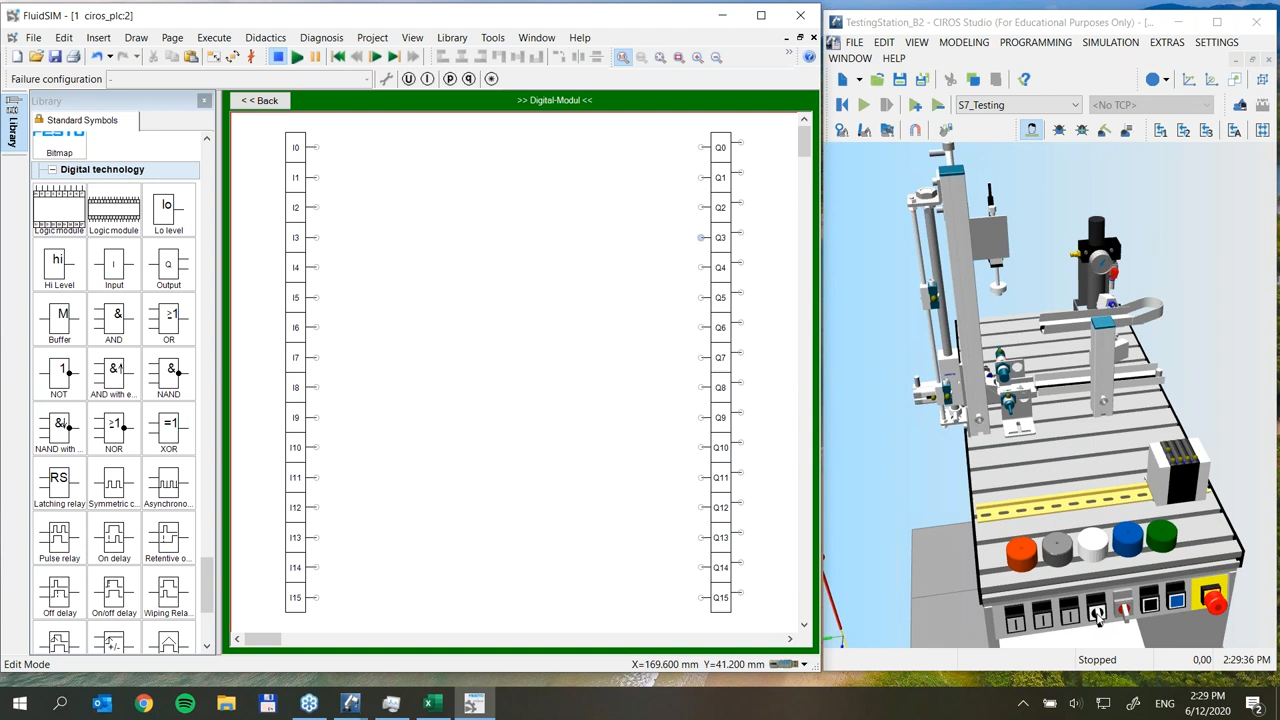 FluidSIM - [1 ciros_plc:2]
File Edit Insert Draw Page Execute Didactics Diagnosis Project View Library Tools Window Help
Failure configuration -
Library
Library
Standard Symbols
FESTO
Bitmap
Digital technology
Logic module Logic module Lo level
Hi Level Input Output
Buffer AND OR
NOT AND with e... NAND
NAND with ... NOR XOR
Latching relay Symmetric c... Asynchrono...
Pulse relay On delay Retentive o...
Off delay On/off delay Wiping Rela...
< < Back
>> Digital-Modul <<
I0 Q0
I1 Q1
I2 Q2
I3 Q3
I4 Q4
I5 Q5
I6 Q6
I7 Q7
I8 Q8
I9 Q9
I10 Q10
I11 Q11
I12 Q12
I13 Q13
I14 Q14
I15 Q15
Edit Mode
X=169.600 mm Y=41.200 mm
TestingStation_B2 - CIROS Studio (For Educational Purposes Only) - [...
FILE EDIT VIEW MODELING PROGRAMMING SIMULATION EXTRAS SETTINGS
WINDOW HELP
S7_Testing
<No TCP>
Stopped 0,00 2:29:36 PM
ENG
2:29 PM
6/12/2020
2